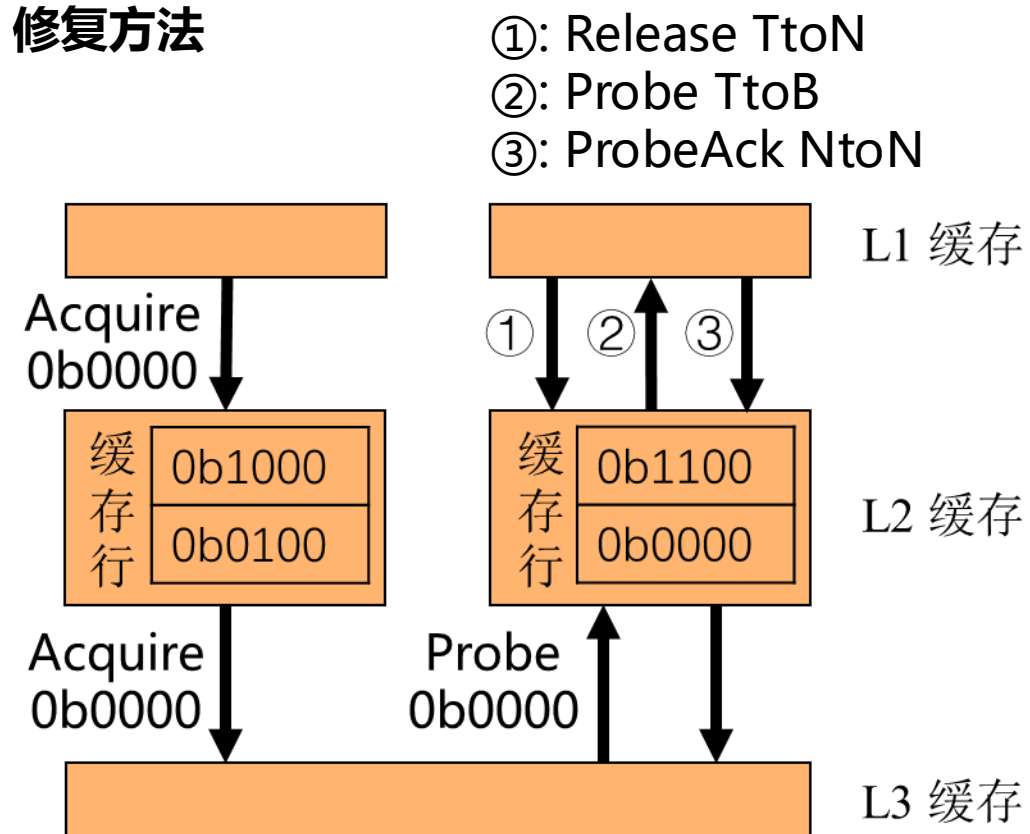 修复方法
①: Release TtoN
②: Probe TtoB
③: ProbeAck NtoN
L1 缓存
Acquire
0b0000
①
②
③
缓存行
0b1000
0b0100
缓存行
0b1100
0b0000
L2 缓存
Acquire
0b0000
Probe
0b0000
L3 缓存